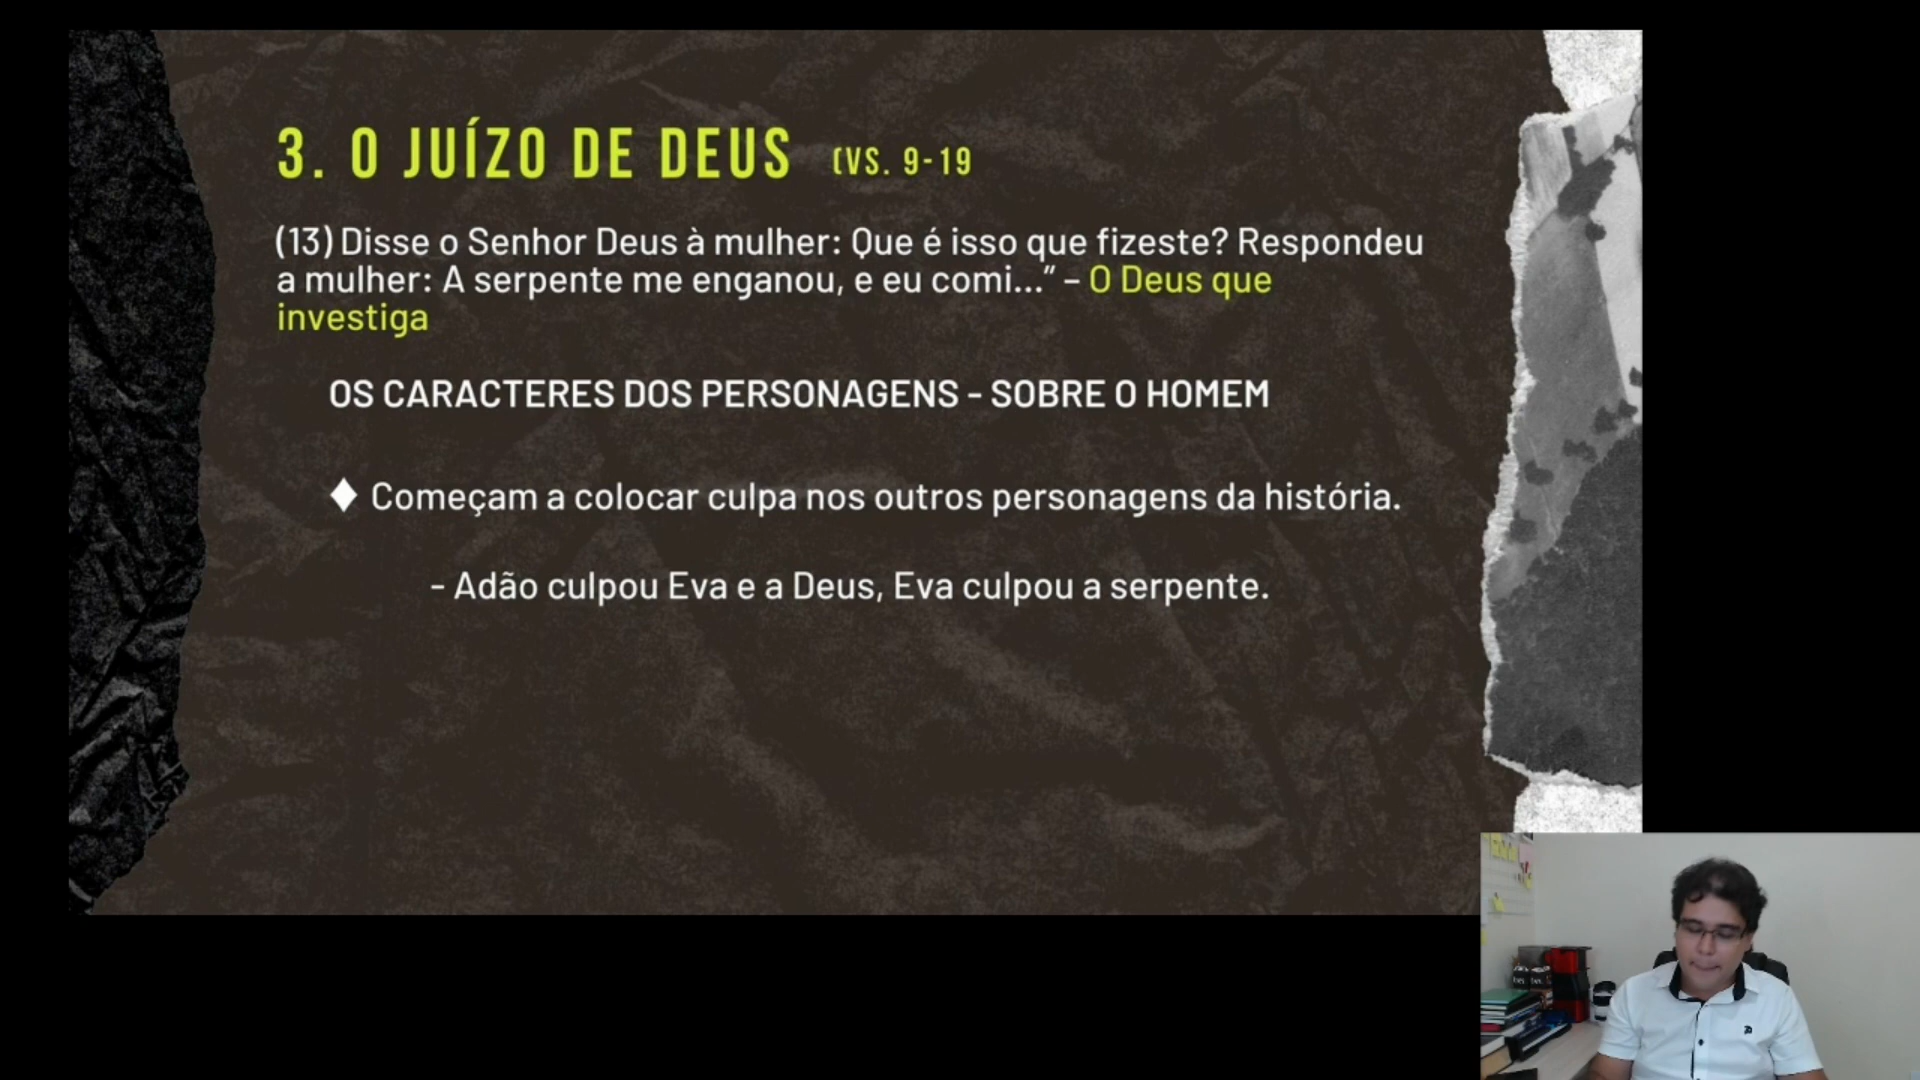 3. O JUÍZO DE DEUS (VS. 9-19
(13) Disse o Senhor Deus à mulher: Que é isso que fizeste? Respondeu
a mulher: A serpente me enganou, e eu comi...” – O Deus que
investiga
OS CARACTERES DOS PERSONAGENS - SOBRE O HOMEM
♦ Começam a colocar culpa nos outros personagens da história.
- Adão culpou Eva e a Deus, Eva culpou a serpente.